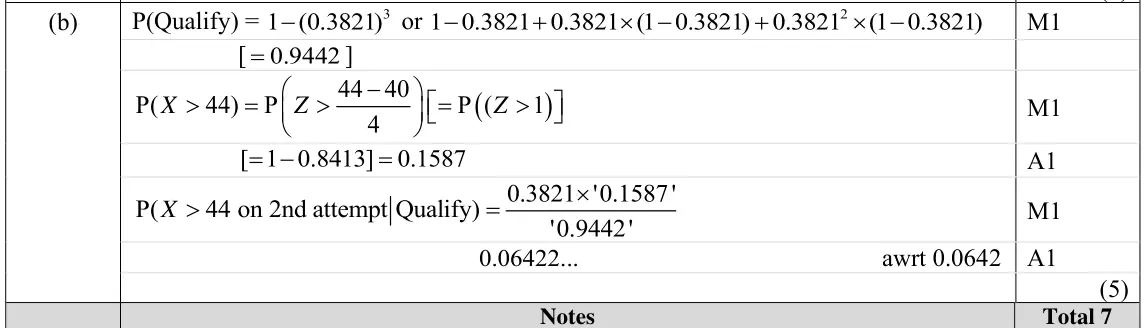 (b) P(Qualify) = 1−(0.3821)³ or 1−0.3821+0.3821×(1−0.3821)+0.3821²×(1−0.3821) M1
[ = 0.9442 ]
P(X > 44) = P(Z > (44−40)/4) [= P((Z >1)] M1
[=1−0.8413] = 0.1587 A1
P(X > 44 on 2nd attempt|Qualify) = (0.3821×'0.1587')/'0.9442' M1
0.06422... awrt 0.0642 A1
(5)
Notes Total 7